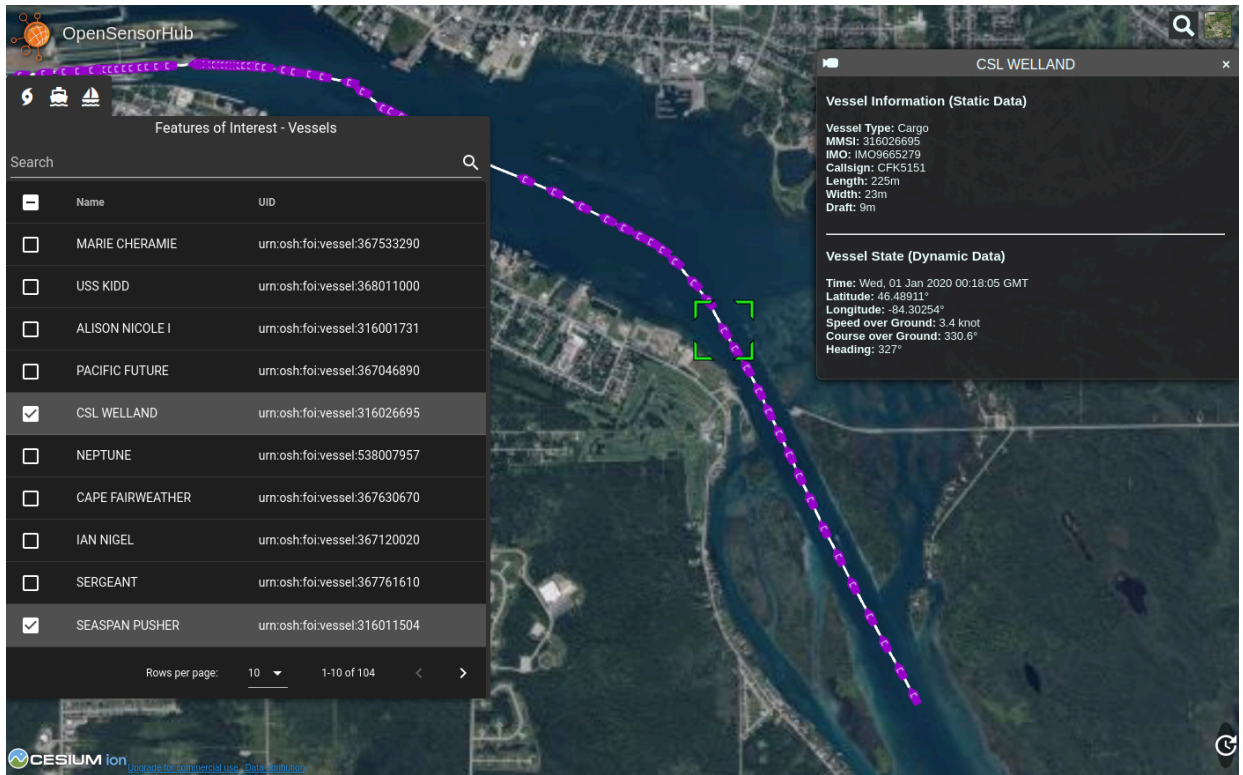 OpenSensorHub
Features of Interest - Vessels
Search
Name UID
MARIE CHERAMIE urn:osh:foi:vessel:367533290
USS KIDD urn:osh:foi:vessel:368011000
ALISON NICOLE I urn:osh:foi:vessel:316001731
PACIFIC FUTURE urn:osh:foi:vessel:367046890
CSL WELLAND urn:osh:foi:vessel:316026695
NEPTUNE urn:osh:foi:vessel:538007957
CAPE FAIRWEATHER urn:osh:foi:vessel:367630670
IAN NIGEL urn:osh:foi:vessel:367120020
SERGEANT urn:osh:foi:vessel:367761610
SEASPAN PUSHER urn:osh:foi:vessel:316011504
Rows per page: 10 1-10 of 104
CESIUM ion
Upgrade for commercial use. Data attribution
CSL WELLAND ×
Vessel Information (Static Data)
Vessel Type: Cargo
MMSI: 316026695
IMO: IMO9665279
Callsign: CFK5151
Length: 225m
Width: 23m
Draft: 9m
Vessel State (Dynamic Data)
Time: Wed, 01 Jan 2020 00:18:05 GMT
Latitude: 46.48911°
Longitude: -84.30254°
Speed over Ground: 3.4 knot
Course over Ground: 330.6°
Heading: 327°